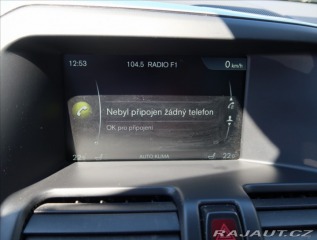 12:53 104.5 RADIO F1 0 km/h
Nebyl připojen žádný telefon
OK pro připojení
22 AUTO KLIMA 22
RAJAUT.CZ